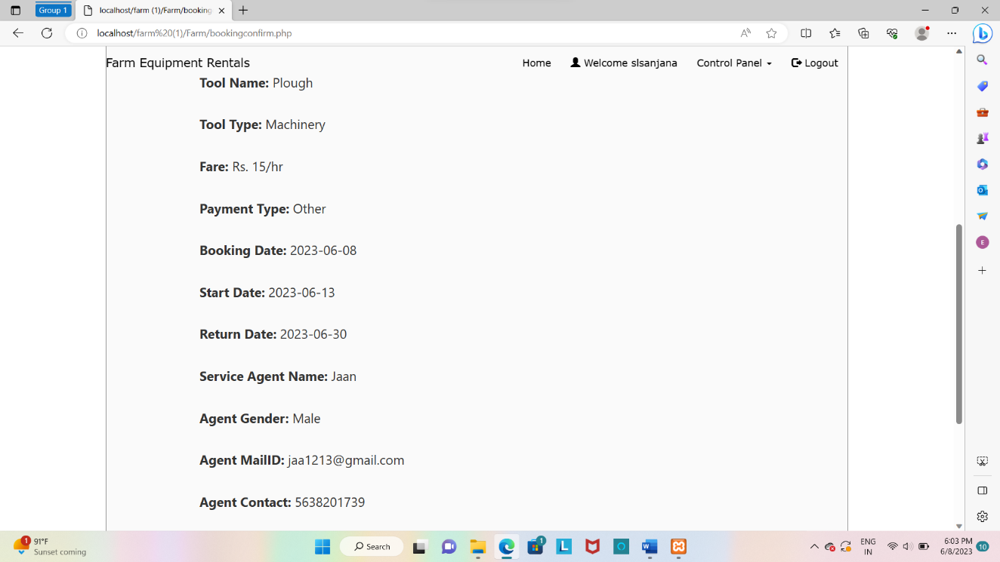 Group 1
localhost/farm (1)/Farm/booking
localhost/farm%20(1)/Farm/bookingconfirm.php
Farm Equipment Rentals
Home
Welcome slsanjana
Control Panel
Logout
Tool Name: Plough
Tool Type: Machinery
Fare: Rs. 15/hr
Payment Type: Other
Booking Date: 2023-06-08
Start Date: 2023-06-13
Return Date: 2023-06-30
Service Agent Name: Jaan
Agent Gender: Male
Agent MailID: jaa1213@gmail.com
Agent Contact: 5638201739
E
1
91°F
Sunset coming
Search
1
L
ENG
IN
6:03 PM
6/8/2023
10